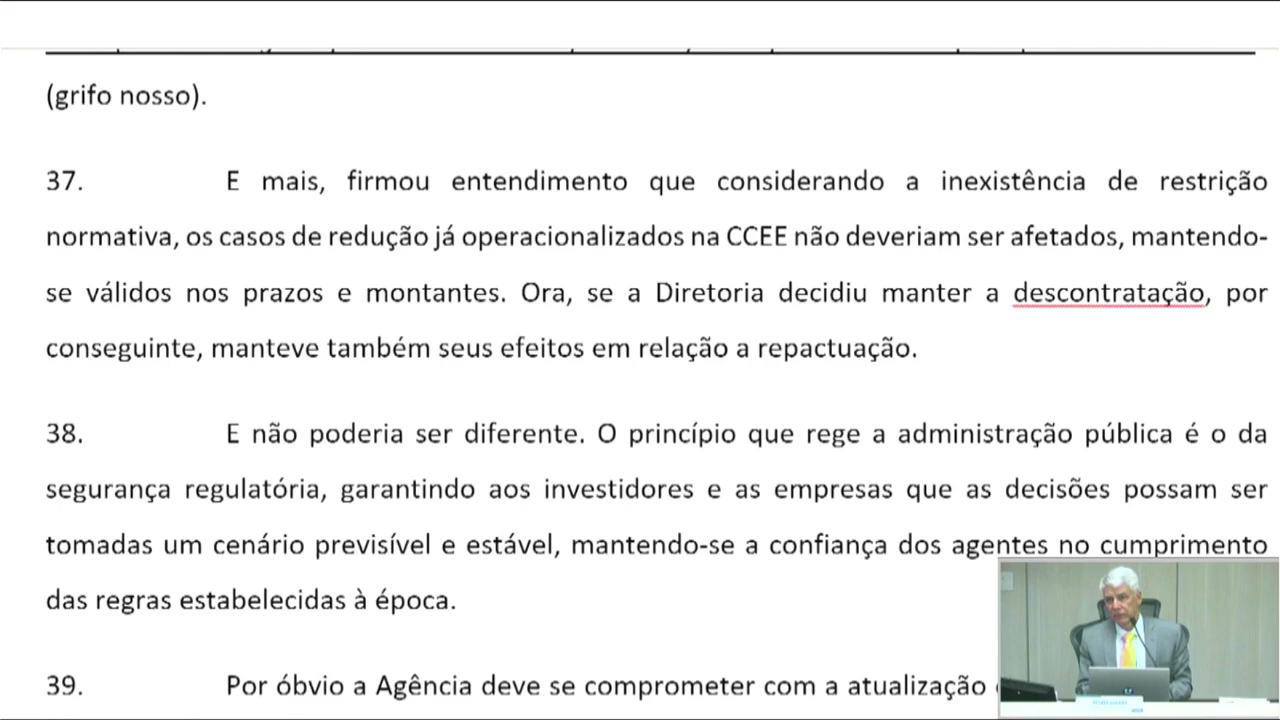 (grifo nosso).
37. E mais, firmou entendimento que considerando a inexistência de restrição
normativa, os casos de redução já operacionalizados na CCEE não deveriam ser afetados, mantendo-
se válidos nos prazos e montantes. Ora, se a Diretoria decidiu manter a descontratação, por
conseguinte, manteve também seus efeitos em relação a repactuação.
38. E não poderia ser diferente. O princípio que rege a administração pública é o da
segurança regulatória, garantindo aos investidores e as empresas que as decisões possam ser
tomadas um cenário previsível e estável, mantendo-se a confiança dos agentes no cumprimento
das regras estabelecidas à época.
39. Por óbvio a Agência deve se comprometer com a atualização